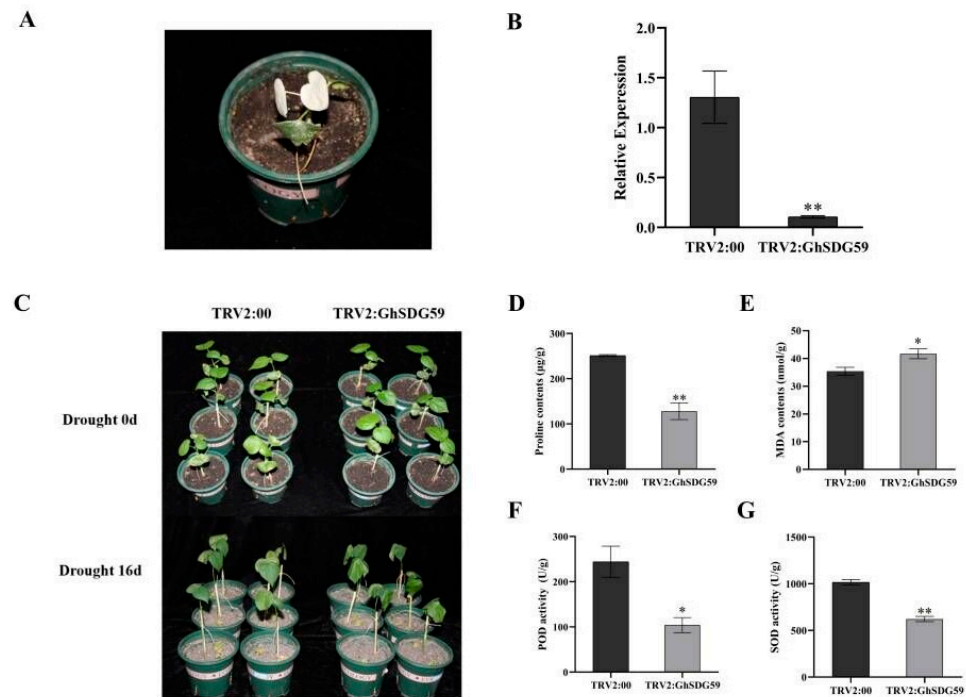 A
B
2.0
1.5
1.0
0.5
0.0
Relative Experession
**
TRV2:00
TRV2:GhSDG59
C
TRV2:00
TRV2:GhSDG59
Drought 0d
Drought 16d
D
300
200
100
0
Proline contents (µg/g)
**
TRV2:00
TRV2:GhSDG59
E
50
40
30
20
10
0
MDA contents (nmol/g)
*
TRV2:00
TRV2:GhSDG59
F
300
200
100
0
POD activity (U/g)
*
TRV2:00
TRV2:GhSDG59
G
1500
1000
500
0
SOD activity (U/g)
**
TRV2:00
TRV2:GhSDG59